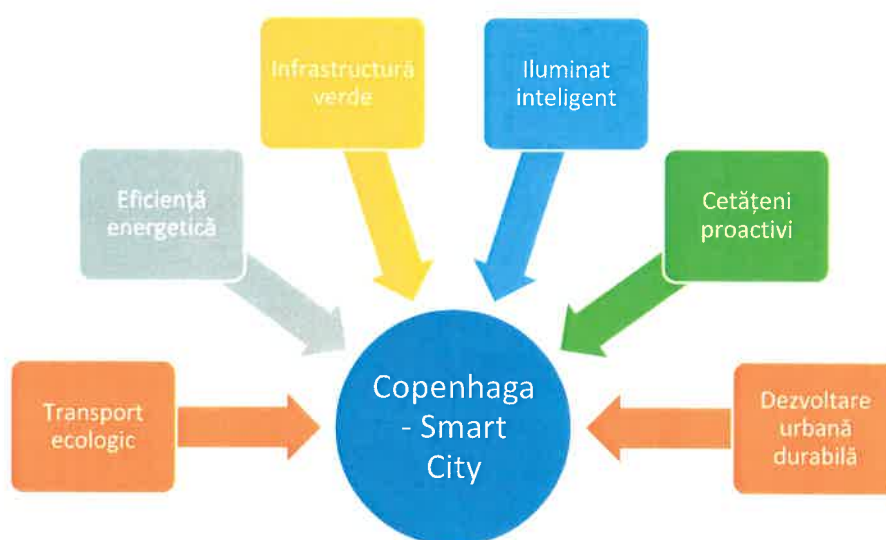 Infrastructură
verde
Iluminat
inteligent
Eficiență
energetică
Cetățeni
proactivi
Transport
ecologic
Copenhaga
- Smart
City
Dezvoltare
urbană
durabilă